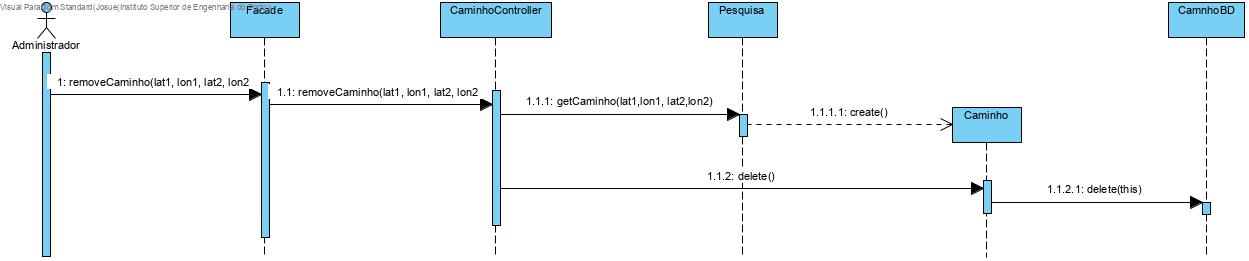 Visual Paradigm Standard(Josue(Instituto Superior de Engenharia do Porto))
Facade
CaminhoController
Pesquisa
CamnhoBD
Administrador
1: removeCaminho(lat1, lon1, lat2, lon2
1.1: removeCaminho(lat1, lon1, lat2, lon2
1.1.1: getCaminho(lat1,lon1, lat2,lon2)
1.1.1.1: create()
Caminho
1.1.2: delete()
1.1.2.1: delete(this)